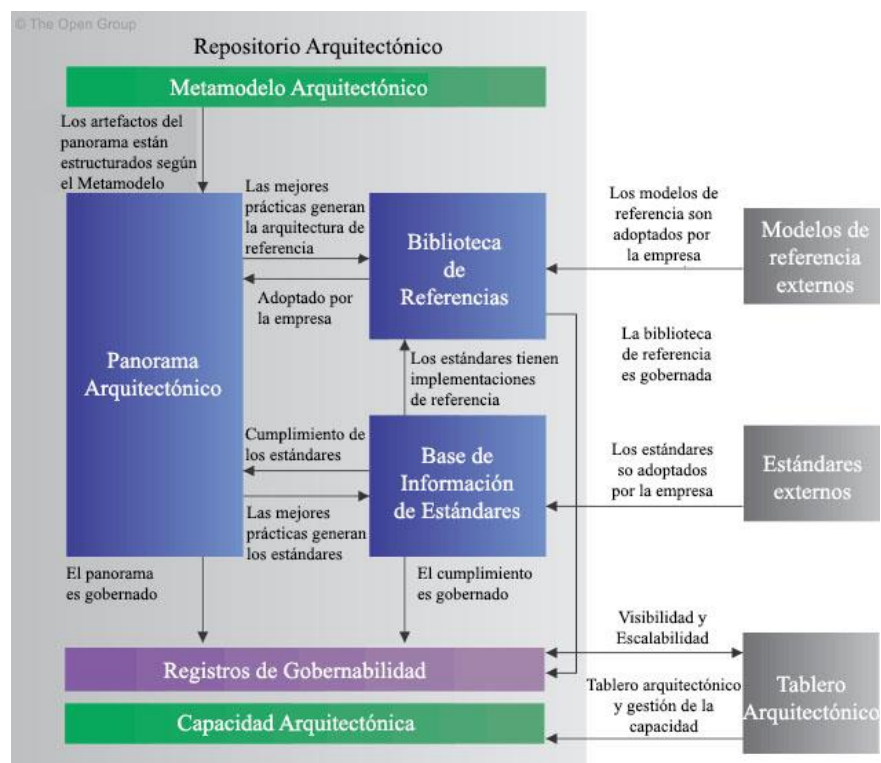 © The Open Group
Repositorio Arquitectónico
Metamodelo Arquitectónico
Los artefactos del
panorama están
estructurados según
el Metamodelo
Las mejores
prácticas generan
la arquitectura de
referencia
Biblioteca
de
Referencias
Los modelos de
referencia son
adoptados por
la empresa
Modelos de
referencia
externos
Adoptado por
la empresa
La biblioteca
de referencia
es gobernada
Panorama
Arquitectónico
Los estándares tienen
implementaciones
de referencia
Cumplimiento de
los estándares
Base de
Información
de Estándares
Los estándares
so adoptados
por la empresa
Estándares
externos
Las mejores
prácticas generan
los estándares
El panorama
es gobernado
El cumplimiento
es gobernado
Visibilidad y
Escalabilidad
Registros de Gobernabilidad
Tablero arquitectónico
y gestión de la
capacidad
Tablero
Arquitectónico
Capacidad Arquitectónica